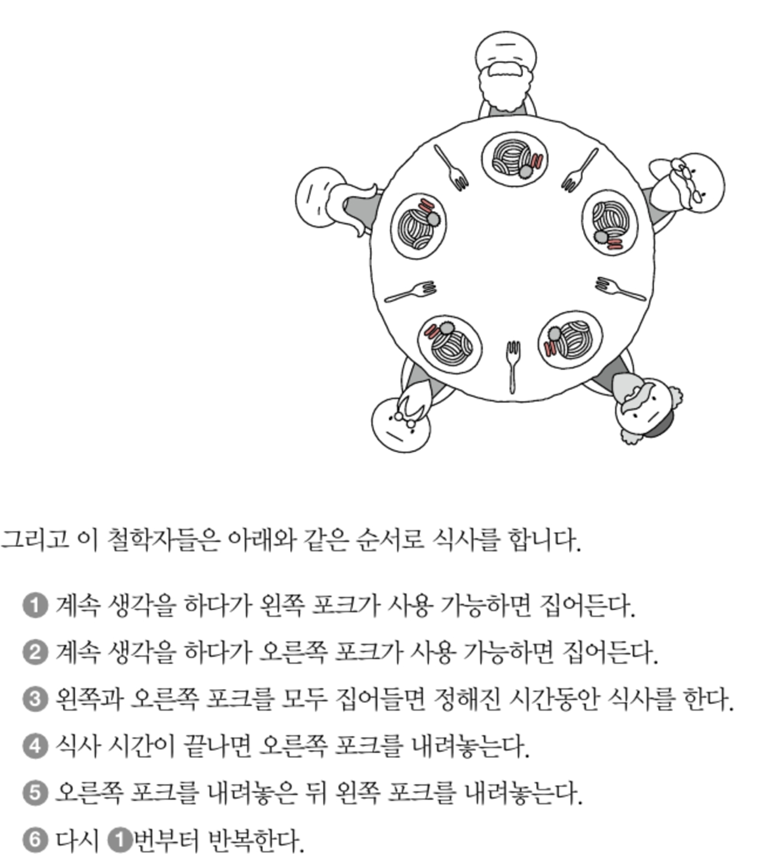 그리고 이 철학자들은 아래와 같은 순서로 식사를 합니다.
❶ 계속 생각을 하다가 왼쪽 포크가 사용 가능하면 집어든다.
❷ 계속 생각을 하다가 오른쪽 포크가 사용 가능하면 집어든다.
❸ 왼쪽과 오른쪽 포크를 모두 집어들면 정해진 시간동안 식사를 한다.
❹ 식사 시간이 끝나면 오른쪽 포크를 내려놓는다.
❺ 오른쪽 포크를 내려놓은 뒤 왼쪽 포크를 내려놓는다.
❻ 다시 ❶번부터 반복한다.